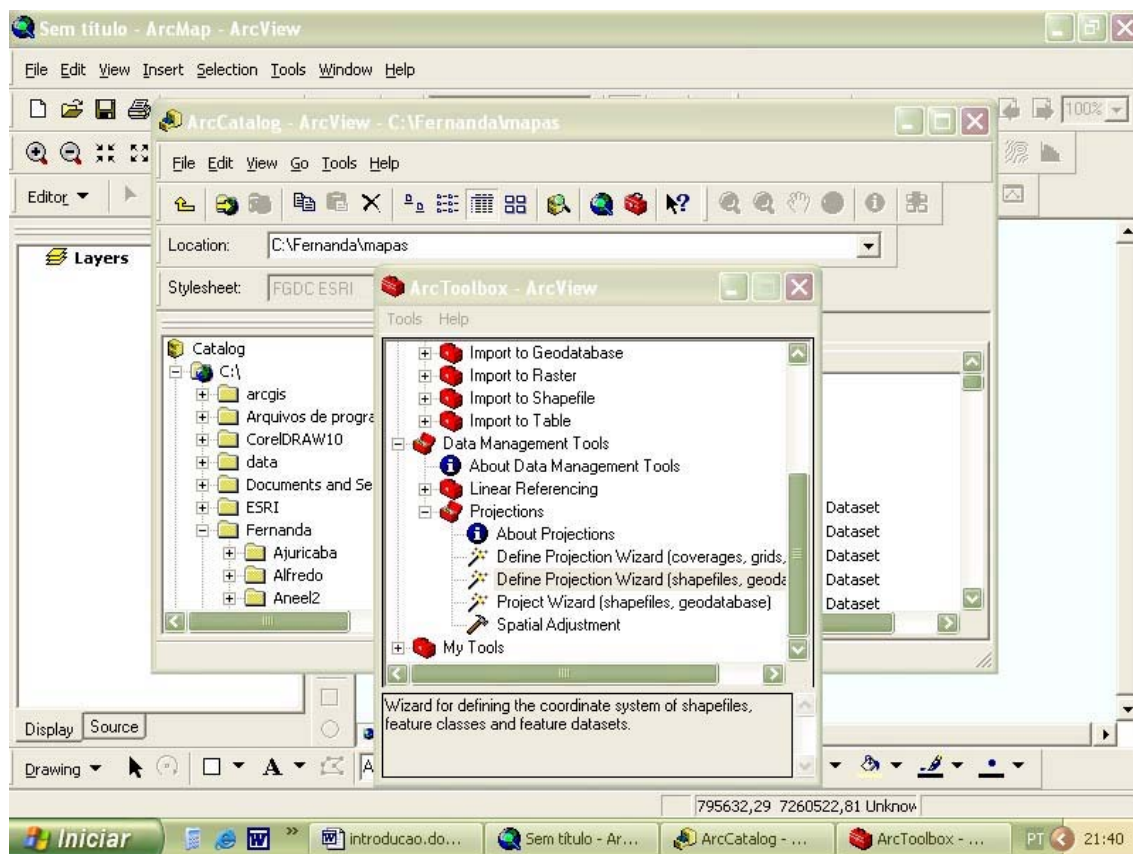 Sem título - ArcMap - ArcView
File Edit View Insert Selection Tools Window Help
100%
Editor
Layers
Display Source
Drawing A A
795632,29 7260522,81 Unknow
ArcCatalog - ArcView - C:\Fernanda\mapas
File Edit View Go Tools Help
Location: C:\Fernanda\mapas
Stylesheet: FGDC ESRI
Catalog
C:\
arcgis
Arquivos de progra
CorelDRAW10
data
Documents and Se
ESRI
Fernanda
Ajuricaba
Alfredo
Aneel2
Dataset
Dataset
Dataset
Dataset
Dataset
ArcToolbox - ArcView
Tools Help
Import to Geodatabase
Import to Raster
Import to Shapefile
Import to Table
Data Management Tools
About Data Management Tools
Linear Referencing
Projections
About Projections
Define Projection Wizard (coverages, grids,
Define Projection Wizard (shapefiles, geoda
Project Wizard (shapefiles, geodatabase)
Spatial Adjustment
My Tools
Wizard for defining the coordinate system of shapefiles,
feature classes and feature datasets.
Iniciar » introducao.do... Sem título - Ar... ArcCatalog - ... ArcToolbox - ... PT 21:40